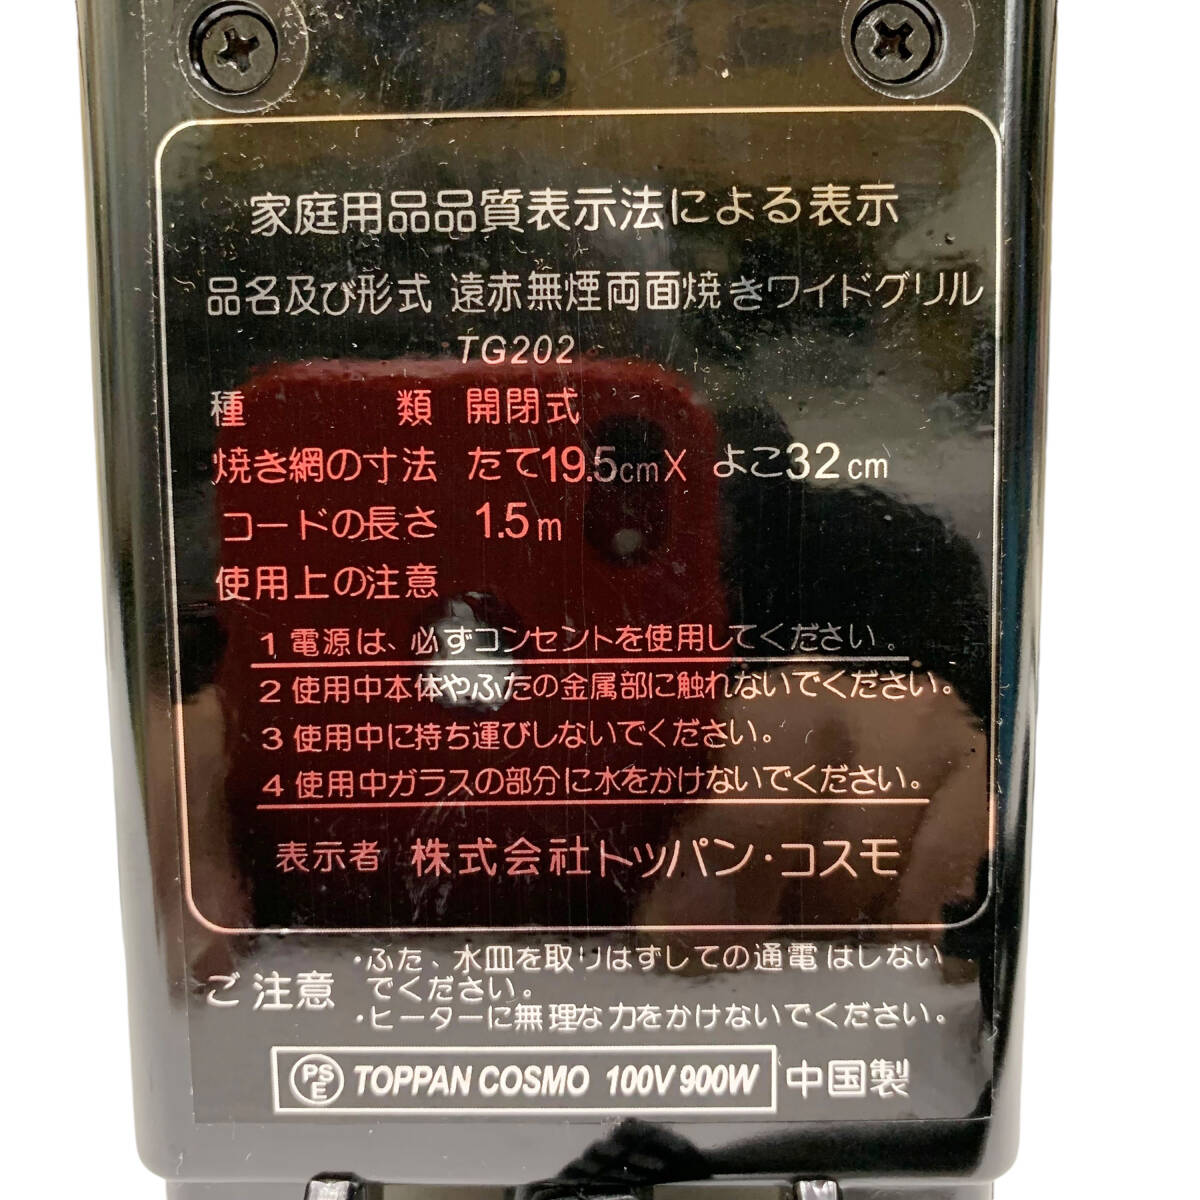 家庭用品品質表示法による表示
品名及び形式 遠赤無煙両面焼きワイドグリル
TG202
種 類 開閉式
焼き網の寸法 たて19.5cm X よこ32cm
コードの長さ 1.5m
使用上の注意
1 電源は、必ずコンセントを使用してください。
2 使用中本体やふたの金属部に触れないでください。
3 使用中に持ち運びしないでください。
4 使用中ガラスの部分に水をかけないでください。
表示者 株式会社トッパン・コスモ
ご注意 ・ふた、水皿を取りはずしての通電はしない
でください。
・ヒーターに無理な力をかけないでください。
PSE TOPPAN COSMO 100V 900W 中国製